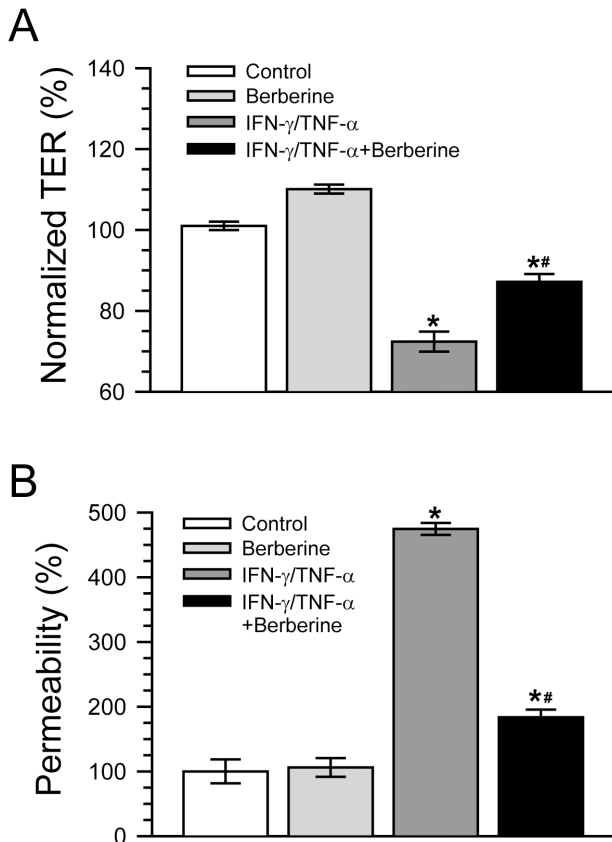 A
Normalized TER (%)
140
120
100
80
60
Control
Berberine
IFN-γ/TNF-α
IFN-γ/TNF-α+Berberine
*
*#
B
Permeability (%)
500
400
300
200
100
0
Control
Berberine
IFN-γ/TNF-α
IFN-γ/TNF-α
+Berberine
*
*#